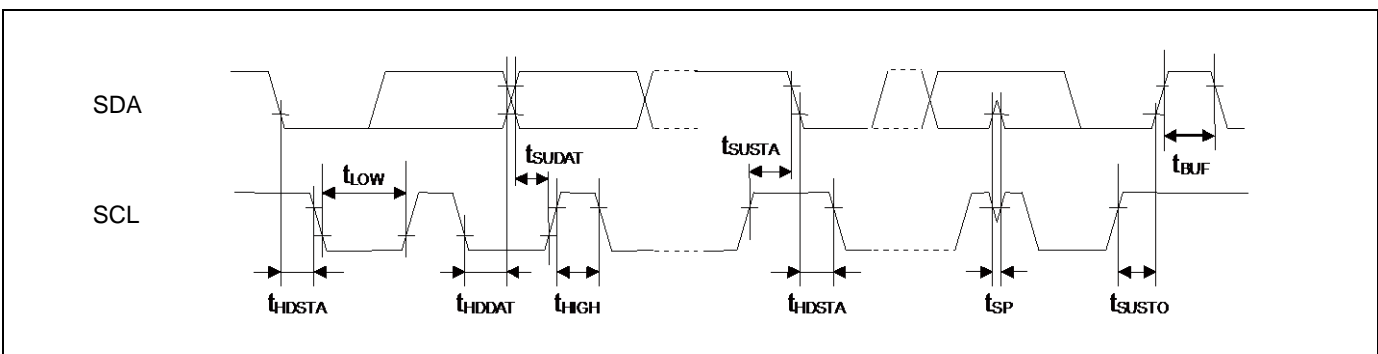 SDA
tSUDAT
tSUSTA
tBUF
tLOW
SCL
tHDSTA
tHDDAT
tHIGH
tHDSTA
tSP
tSUSTO